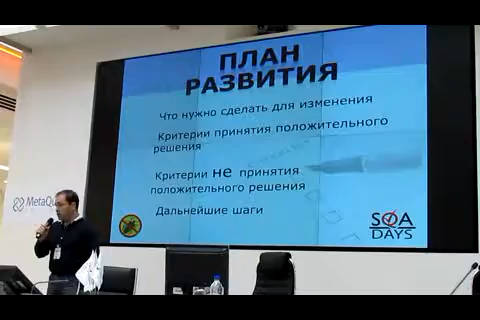 ПЛАН
РАЗВИТИЯ
Что нужно сделать для изменения
Критерии принятия положительного
решения
Критерии не принятия
положительного решения
Дальнейшие шаги
SQA
DAYS
MetaQu